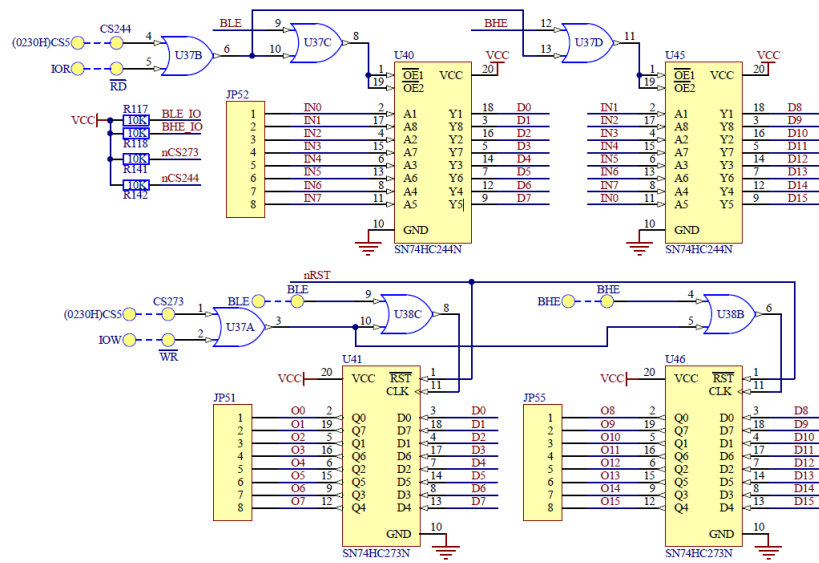 BLE 9 U37C 8
BHE 12 U37D 11
(0230H)CS5 CS244 4 U37B 6 10 13
IOR RD 5
U40 VCC U45 VCC
1 OE1 VCC 20 1 OE1 VCC 20
19 OE2 19 OE2
VCC R117 10K BLE_IO
10K BHE_IO
R118
10K nCS273
R141
10K nCS244
R142
JP52
1 IN0 2 A1 Y1 18 D0 IN1 2 A1 Y1 18 D8
2 IN1 17 A8 Y8 3 D1 IN2 17 A8 Y8 3 D9
3 IN2 4 A2 Y2 16 D2 IN3 4 A2 Y2 16 D10
4 IN3 15 A7 Y7 5 D3 IN4 15 A7 Y7 5 D11
5 IN4 6 A3 Y3 14 D4 IN5 6 A3 Y3 14 D12
6 IN5 13 A6 Y6 7 D5 IN6 13 A6 Y6 7 D13
7 IN6 8 A4 Y4 12 D6 IN7 8 A4 Y4 12 D14
8 IN7 11 A5 Y5 9 D7 IN0 11 A5 Y5 9 D15
10 GND 10 GND
SN74HC244N SN74HC244N
nRST
BLE BLE 9 U38C 8 BHE BHE 4 U38B 6
(0230H)CS5 CS273 1 U37A 3 10 5
IOW WR 2
U41 U46
VCC 20 VCC RST 1 VCC 20 VCC RST 1
CLK 11 CLK 11
JP51 JP55
1 O0 2 Q0 D0 3 D0 1 O8 2 Q0 D0 3 D8
2 O1 19 Q7 D7 18 D1 2 O9 19 Q7 D7 18 D9
3 O2 5 Q1 D1 4 D2 3 O10 5 Q1 D1 4 D10
4 O3 16 Q6 D6 17 D3 4 O11 16 Q6 D6 17 D11
5 O4 6 Q2 D2 7 D4 5 O12 6 Q2 D2 7 D12
6 O5 15 Q5 D5 14 D5 6 O13 15 Q5 D5 14 D13
7 O6 9 Q3 D3 8 D6 7 O14 9 Q3 D3 8 D14
8 O7 12 Q4 D4 13 D7 8 O15 12 Q4 D4 13 D15
GND 10 GND 10
SN74HC273N SN74HC273N